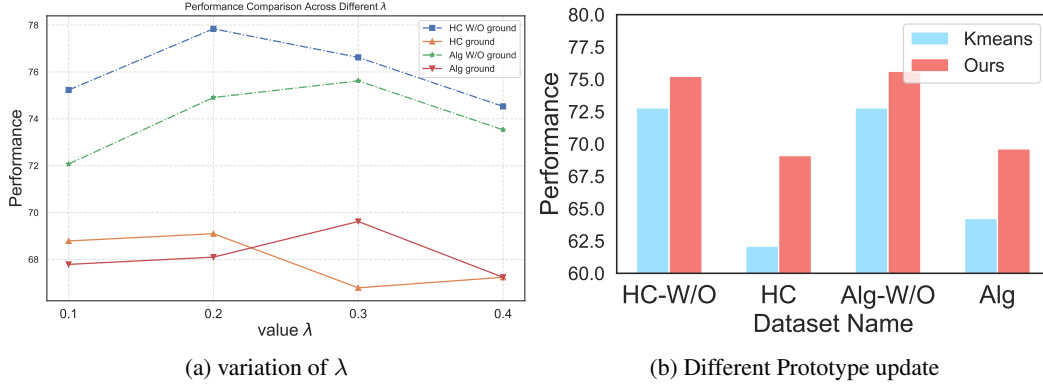 Performance Comparison Across Different λ
78
76
74
72
70
68
Performance
0.1 0.2 0.3 0.4
value λ
HC W/O ground
HC ground
Alg W/O ground
Alg ground
(a) variation of λ
80.0
77.5
75.0
72.5
70.0
67.5
65.0
62.5
60.0
Performance
Kmeans
Ours
HC-W/O HC Alg-W/O Alg
Dataset Name
(b) Different Prototype update